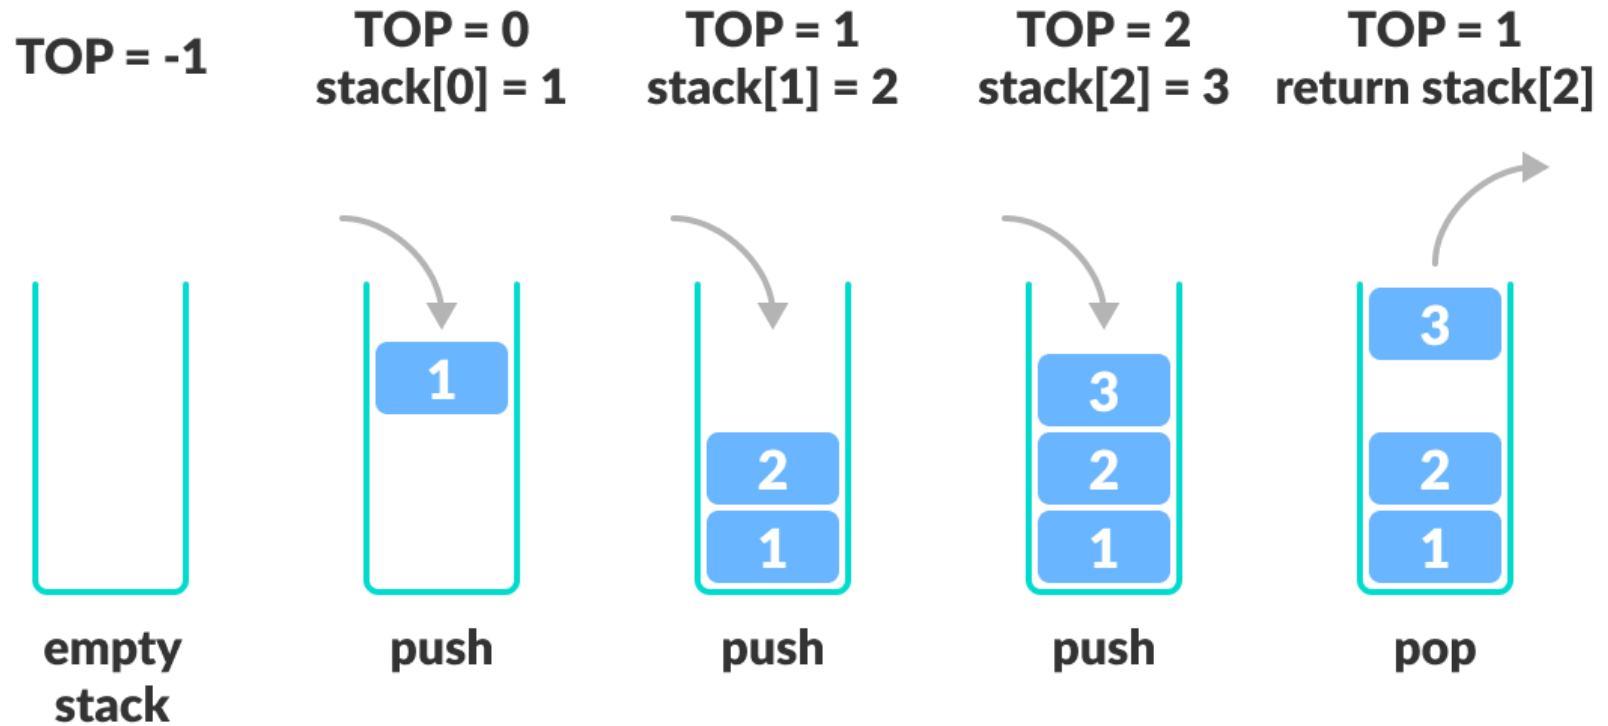 TOP = -1
TOP = 0
stack[0] = 1
TOP = 1
stack[1] = 2
TOP = 2
stack[2] = 3
TOP = 1
return stack[2]
1
2
1
3
2
1
3
2
1
empty
stack
push
push
push
pop